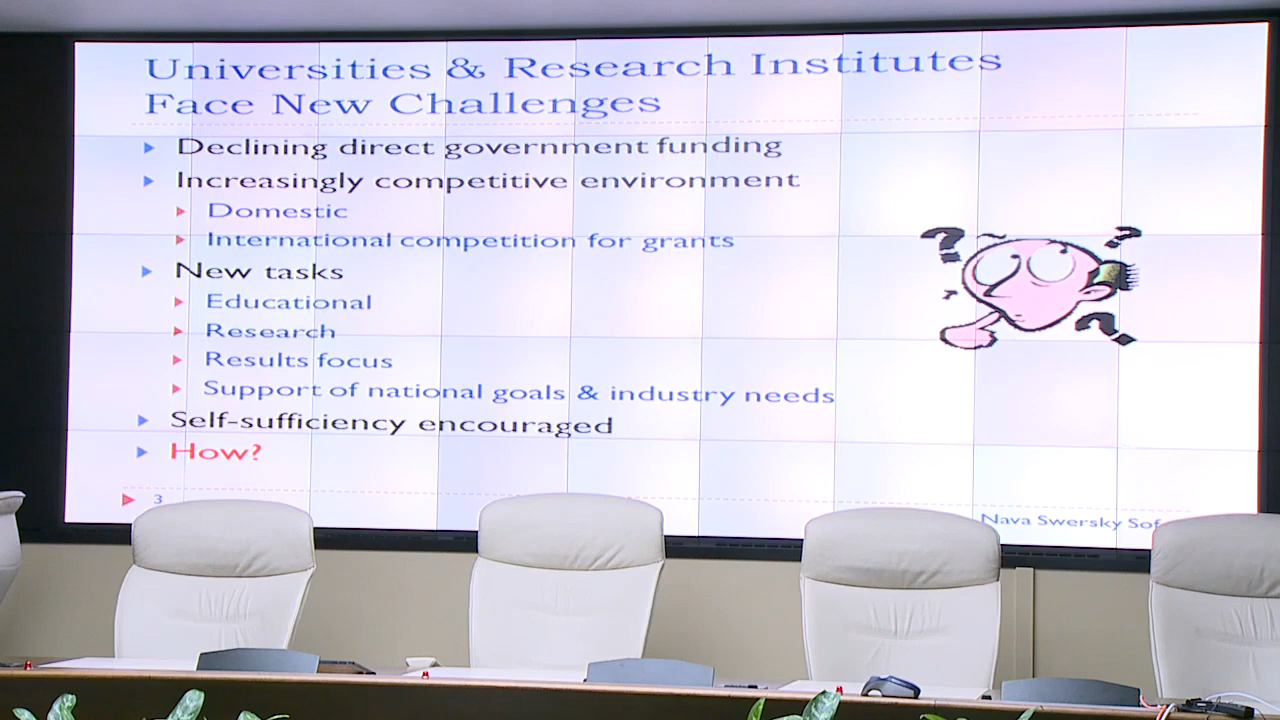 Universities & Research Institutes
Face New Challenges
Declining direct government funding
Increasingly competitive environment
Domestic
International competition for grants
New tasks
Educational
Research
Results focus
Support of national goals & industry needs
Self-sufficiency encouraged
How?
3
Nava Swersky